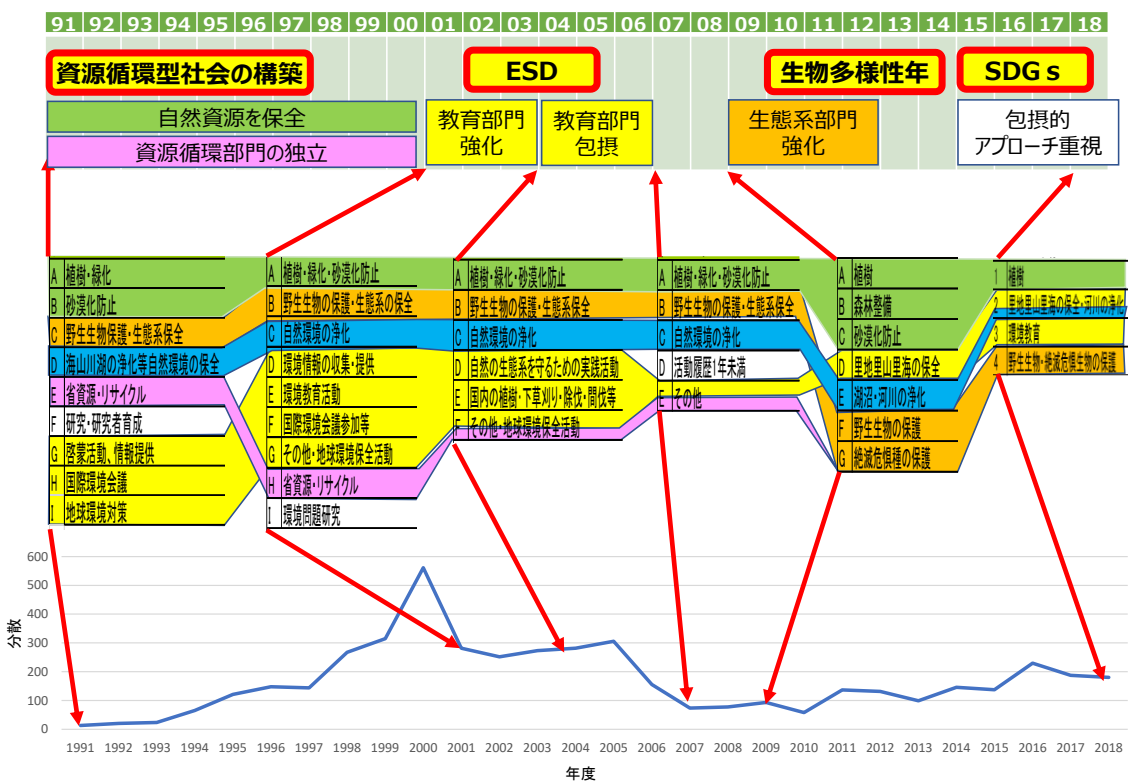 91 92 93 94 95 96 97 98 99 00 01 02 03 04 05 06 07 08 09 10 11 12 13 14 15 16 17 18
資源循環型社会の構築
ESD
生物多様性年
SDGｓ
自然資源を保全
資源循環部門の独立
教育部門
強化
教育部門
包摂
生態系部門
強化
包摂的
アプローチ重視
A 植樹・緑化
B 砂漠化防止
C 野生生物保護・生態系保全
D 海山川湖の浄化等自然環境の保全
E 省資源・リサイクル
F 研究・研究者育成
G 啓蒙活動、情報提供
H 国際環境会議
I 地球環境対策
A 植樹・緑化・砂漠化防止
B 野生生物の保護・生態系の保全
C 自然環境の浄化
D 環境情報の収集・提供
E 環境教育活動
F 国際環境会議参加等
G その他・地球環境保全活動
H 省資源・リサイクル
I 環境問題研究
A 植樹・緑化・砂漠化防止
B 野生生物の保護・生態系保全
C 自然環境の浄化
D 自然の生態系を守るための実践活動
E 国内の植樹・下草刈り・除伐・間伐等
F その他・地球環境保全活動
A 植樹・緑化・砂漠化防止
B 野生生物の保護・生態系保全
C 自然環境の浄化
D 活動履歴1年未満
E その他
A 植樹
B 森林整備
C 砂漠化防止
D 里地里山里海の保全
E 湖沼・河川の浄化
F 野生生物の保護
G 絶滅危惧種の保護
1 植樹
2 里地里山里海の保全・河川の浄化
3 環境教育
4 野生生物・絶滅危惧生物の保護
600
500
400
300
200
100
0
分散
1991 1992 1993 1994 1995 1996 1997 1998 1999 2000 2001 2002 2003 2004 2005 2006 2007 2008 2009 2010 2011 2012 2013 2014 2015 2016 2017 2018
年度